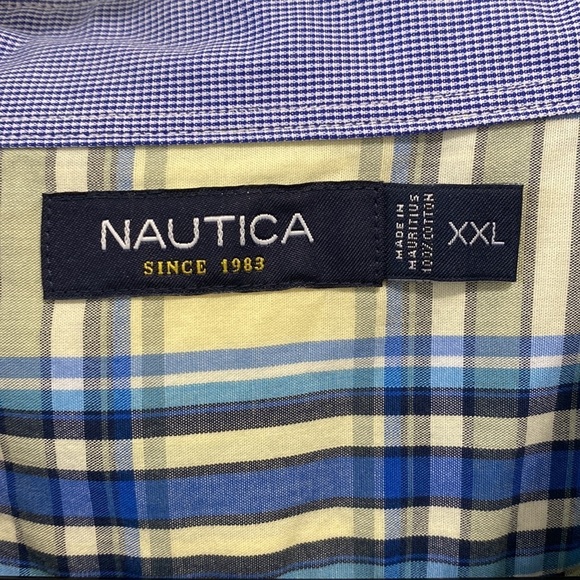 NAUTICA
SINCE 1983
MADE IN
MAURITIUS
100% COTTON
XXL